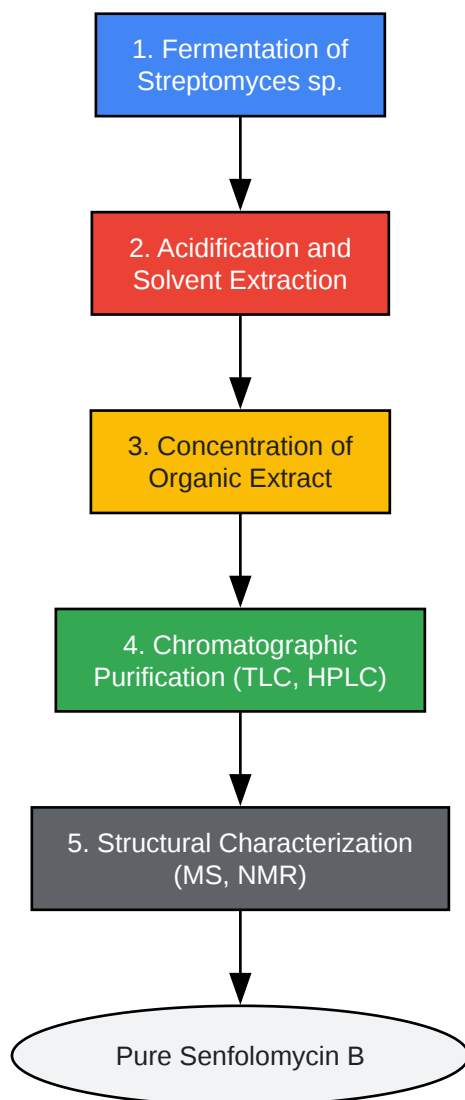 1. Fermentation of
Streptomyces sp.
2. Acidification and
Solvent Extraction
3. Concentration of
Organic Extract
4. Chromatographic
Purification (TLC, HPLC)
5. Structural Characterization
(MS, NMR)
Pure Senfolomycin B